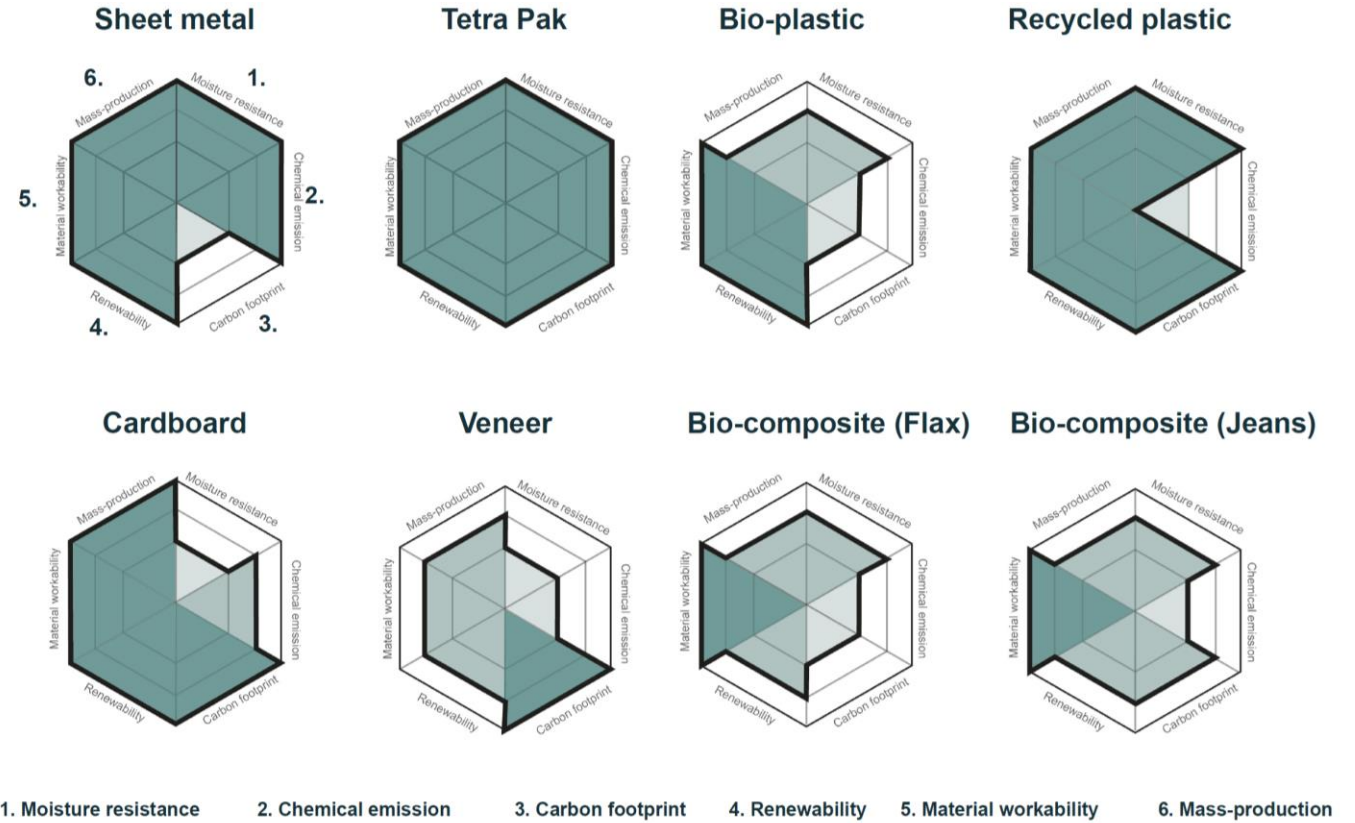 Sheet metal
6.
1.
Mass-production
Moisture resistance
Material workability
5.
Chemical emission
2.
Renewability
4.
Carbon footprint
3.
Tetra Pak
Mass-production
Moisture resistance
Material workability
Chemical emission
Renewability
Carbon footprint
Bio-plastic
Mass-production
Moisture resistance
Material workability
Chemical emission
Renewability
Carbon footprint
Recycled plastic
Mass-production
Moisture resistance
Material workability
Chemical emission
Renewability
Carbon footprint
Cardboard
Mass-production
Moisture resistance
Material workability
Chemical emission
Renewability
Carbon footprint
Veneer
Mass-production
Moisture resistance
Material workability
Chemical emission
Renewability
Carbon footprint
Bio-composite (Flax)
Mass-production
Moisture resistance
Material workability
Chemical emission
Renewability
Carbon footprint
Bio-composite (Jeans)
Mass-production
Moisture resistance
Material workability
Chemical emission
Renewability
Carbon footprint
1. Moisture resistance 2. Chemical emission 3. Carbon footprint 4. Renewability 5. Material workability 6. Mass-production